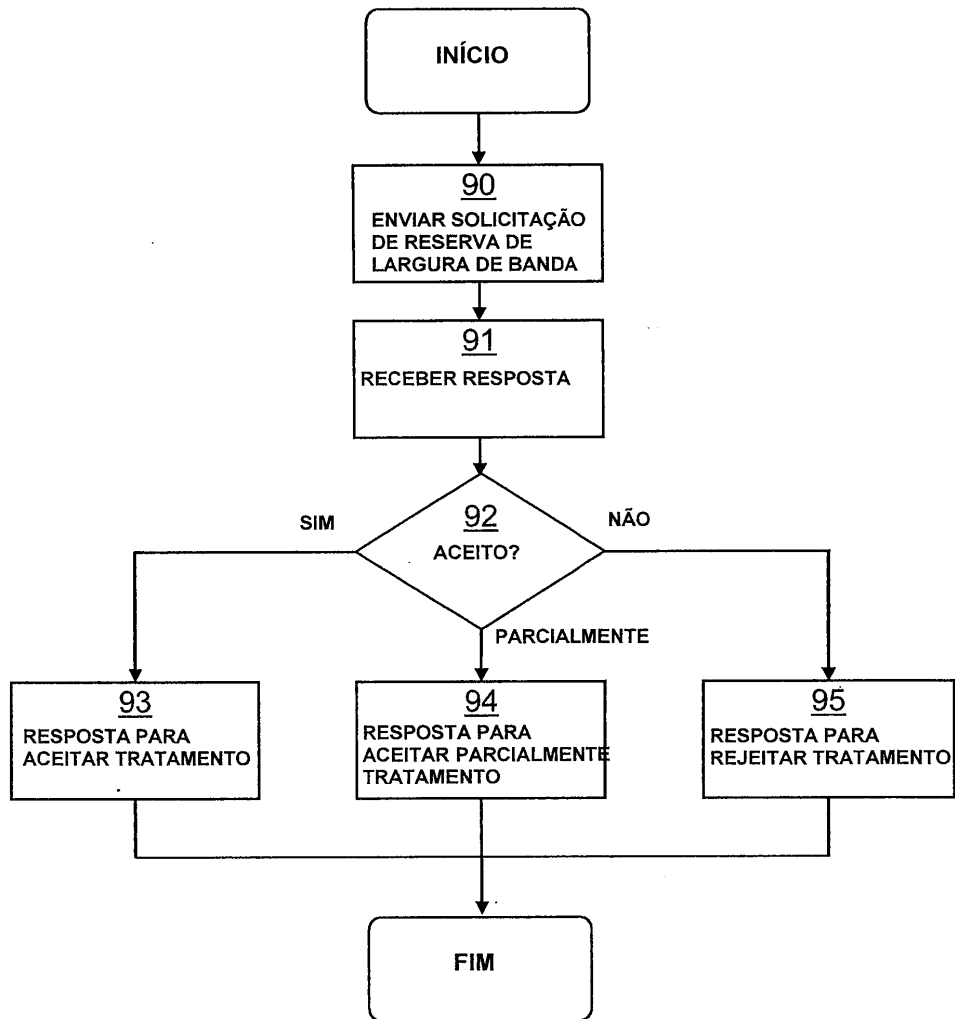 INÍCIO
90
ENVIAR SOLICITAÇÃO
DE RESERVA DE
LARGURA DE BANDA
91
RECEBER RESPOSTA
92
ACEITO?
SIM
NÃO
PARCIALMENTE
93
RESPOSTA PARA
ACEITAR TRATAMENTO
94
RESPOSTA PARA
ACEITAR PARCIALMENTE
TRATAMENTO
95
RESPOSTA PARA
REJEITAR TRATAMENTO
FIM